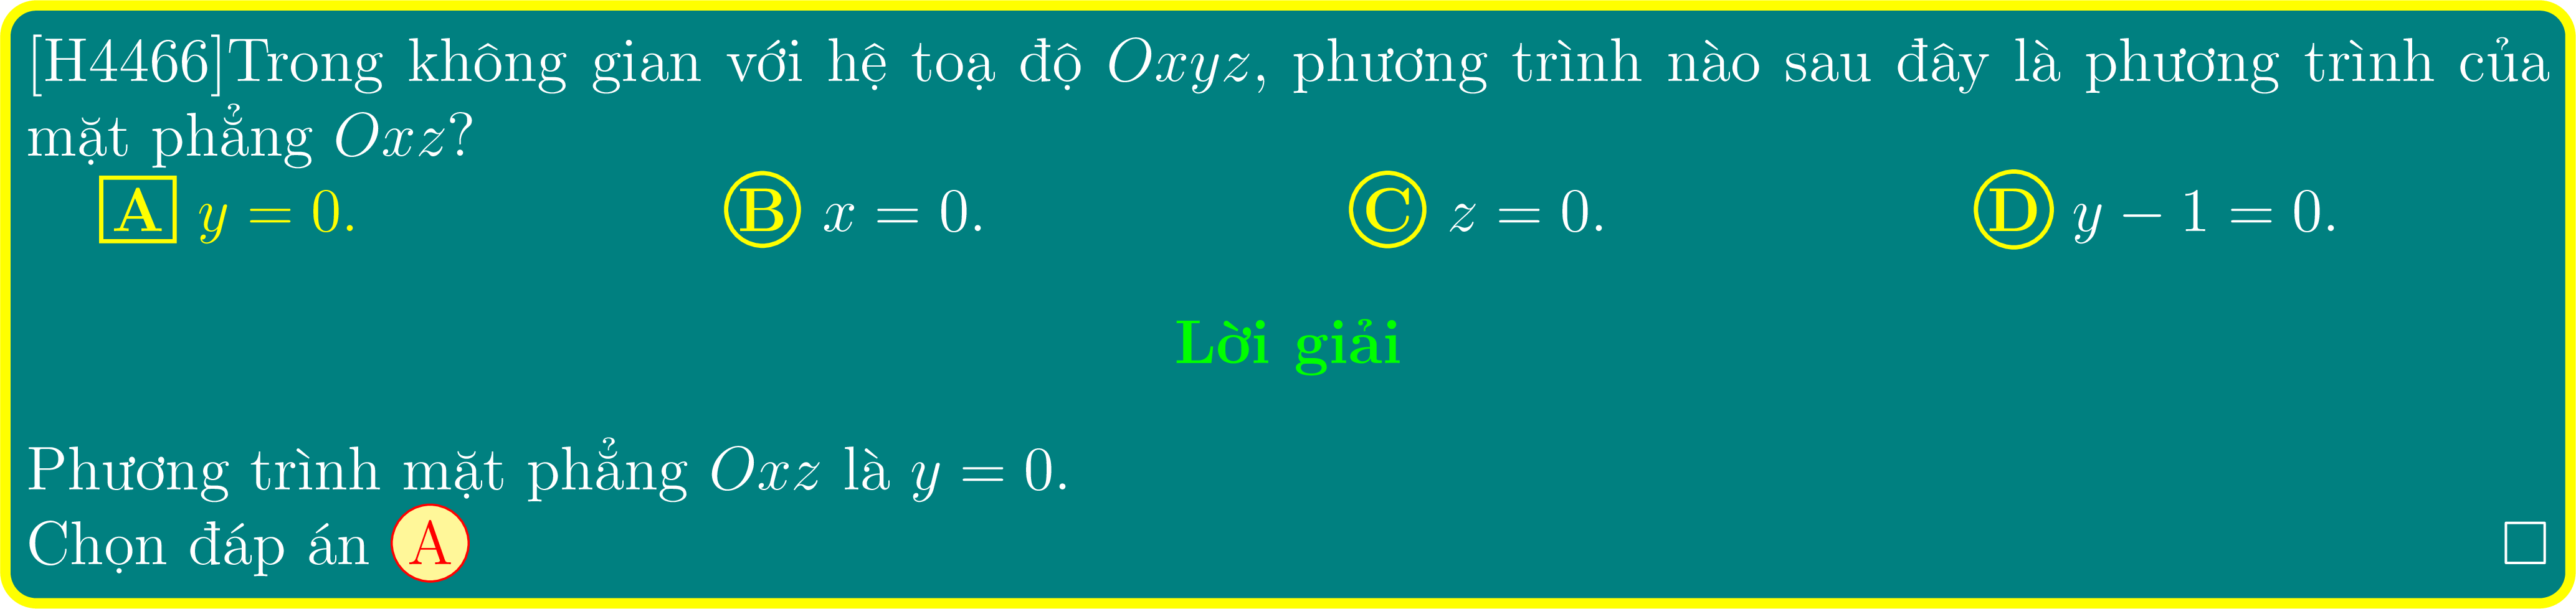 [H4466]Trong không gian với hệ toạ độ Oxyz, phương trình nào sau đây là phương trình của
mặt phẳng Oxz?
A y = 0. B x = 0. C z = 0. D y − 1 = 0.
Lời giải
Phương trình mặt phẳng Oxz là y = 0.
Chọn đáp án A □